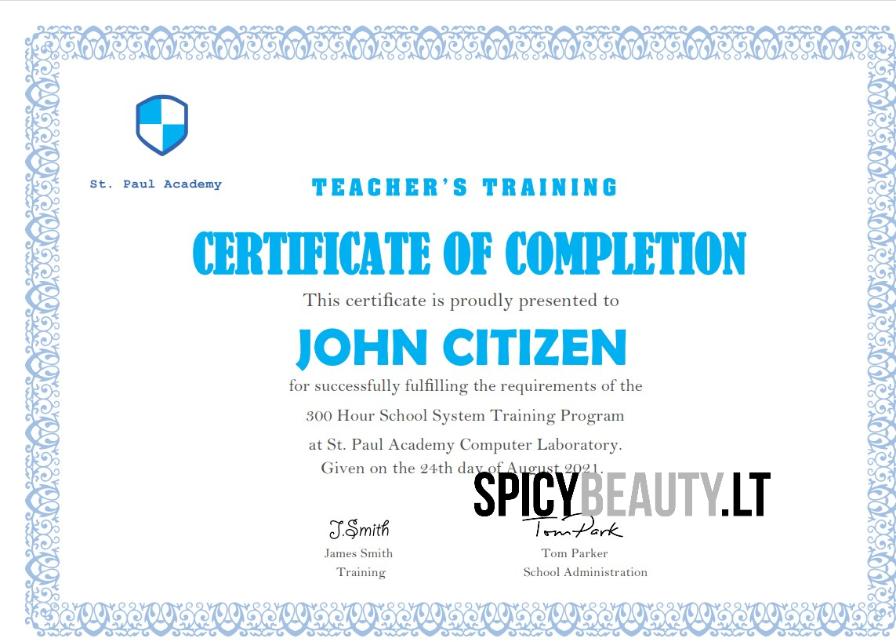 St. Paul Academy
TEACHER'S TRAINING
CERTIFICATE OF COMPLETION
This certificate is proudly presented to
JOHN CITIZEN
for successfully fulfilling the requirements of the
300 Hour School System Training Program
at St. Paul Academy Computer Laboratory.
Given on the 24th day of August 2021.
SPICYBEAUTY.LT
J.Smith TomPark
James Smith Tom Parker
Training School Administration